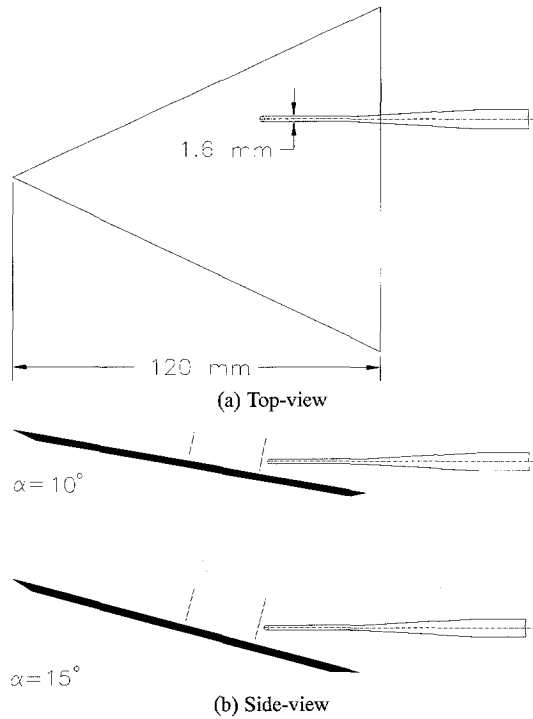 1.6 mm
120 mm
(a) Top-view
α=10°
α=15°
(b) Side-view